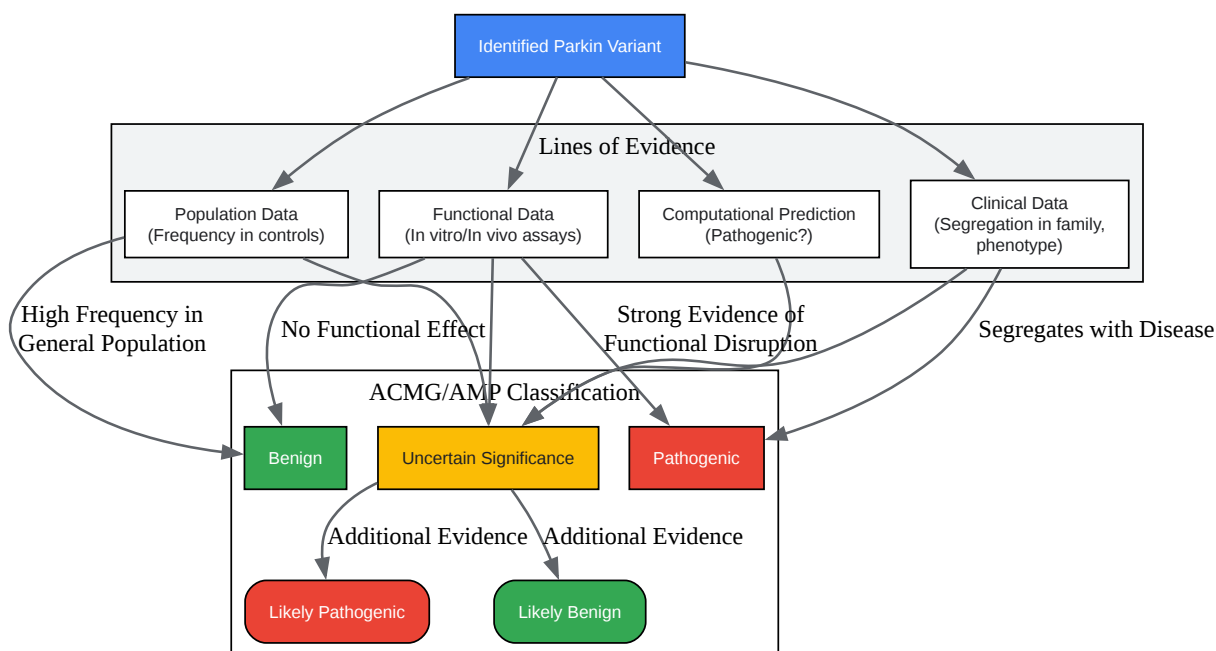 Identified Parkin Variant
Lines of Evidence
Population Data
(Frequency in controls)
Functional Data
(In vitro/In vivo assays)
Computational Prediction
(Pathogenic?)
Clinical Data
(Segregation in family,
phenotype)
High Frequency in
General Population
No Functional Effect
Strong Evidence of
Functional Disruption
Segregates with Disease
ACMG/AMP Classification
Benign
Uncertain Significance
Pathogenic
Additional Evidence
Additional Evidence
Likely Pathogenic
Likely Benign